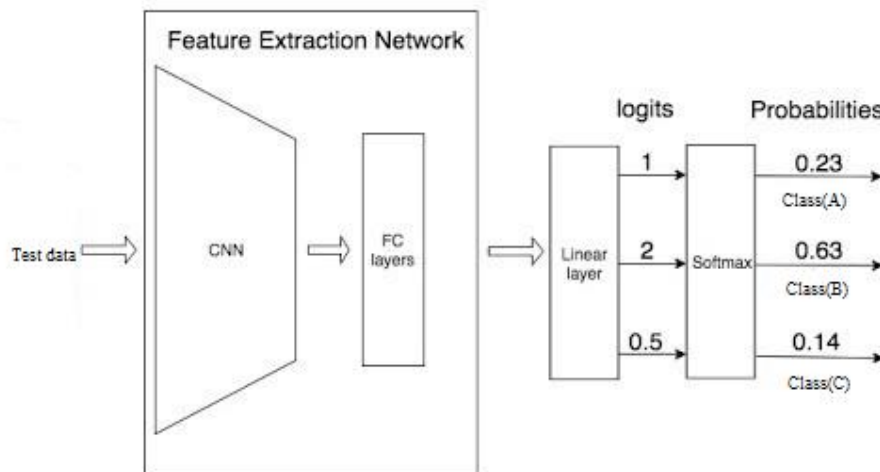 Feature Extraction Network
logits
Probabilities
1
0.23
Class(A)
Test data
CNN
FC
layers
Linear
layer
2
Softmax
0.63
Class(B)
0.5
0.14
Class(C)